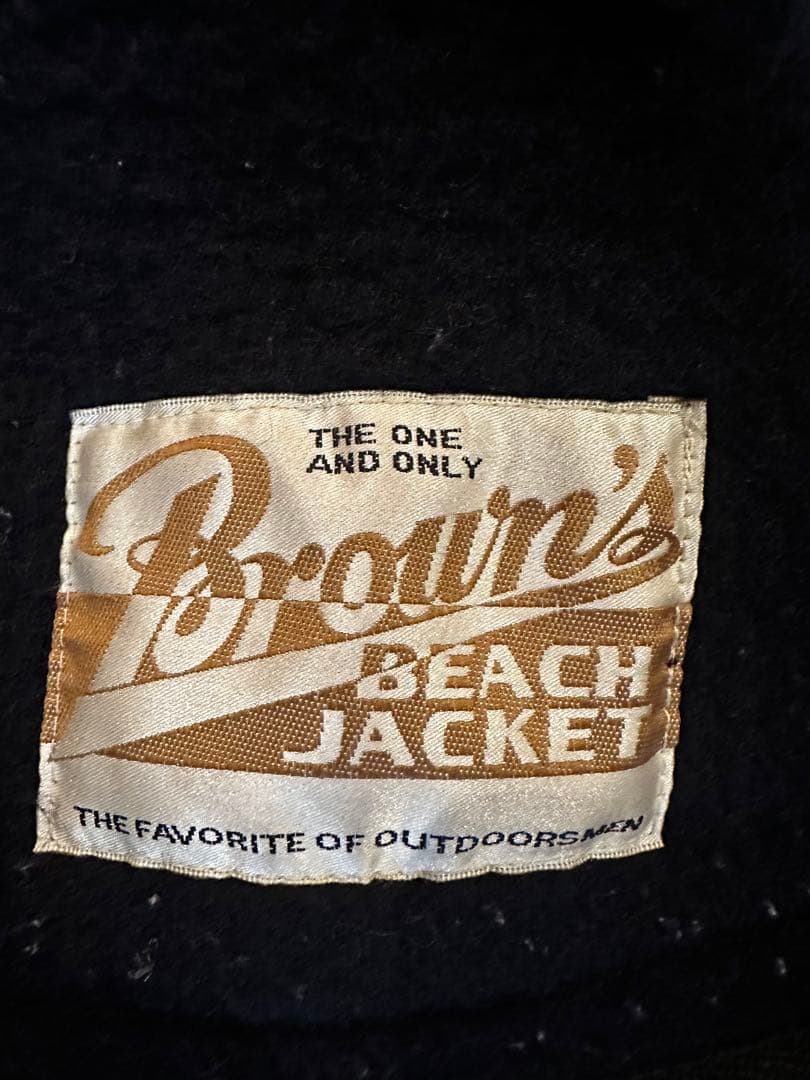 THE ONE
AND ONLY
Brown's
BEACH
JACKET
THE FAVORITE OF OUTDOORSMEN